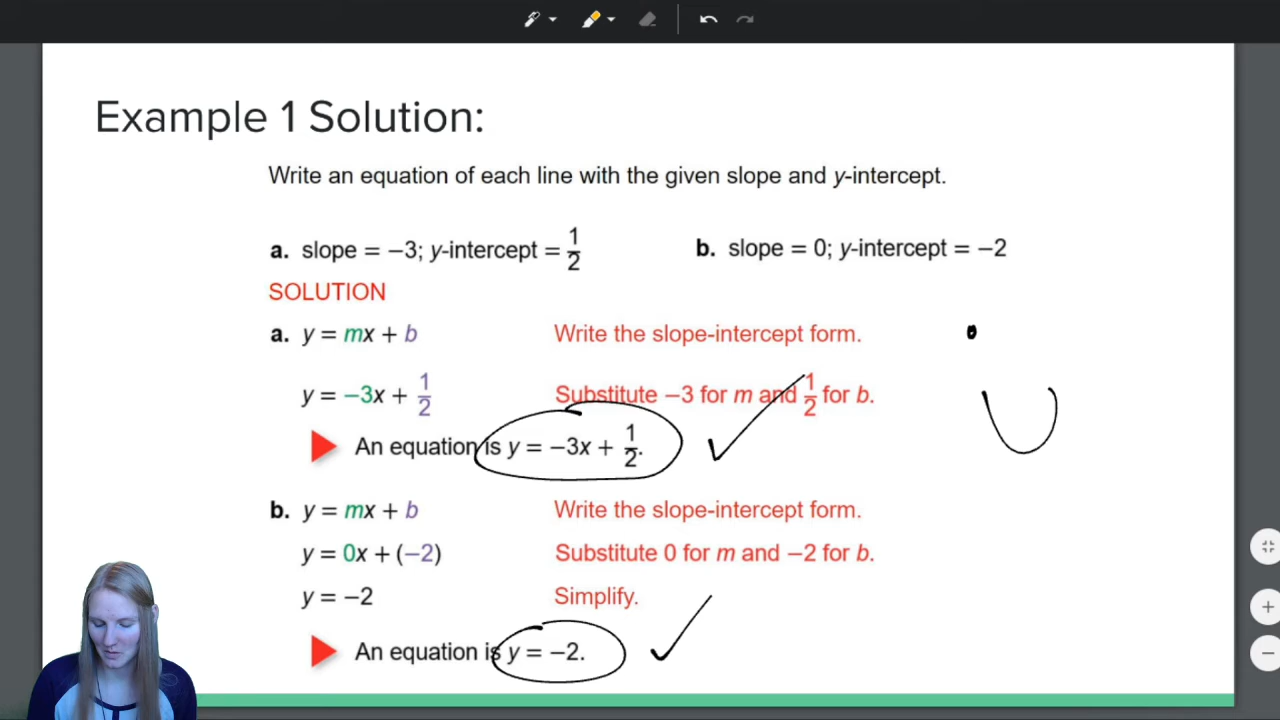 Example 1 Solution:
Write an equation of each line with the given slope and y-intercept.
a. slope = −3; y-intercept = 1/2
b. slope = 0; y-intercept = −2
SOLUTION
a. y = mx + b
Write the slope-intercept form.
y = −3x + 1/2
Substitute −3 for m and 1/2 for b.
An equation is y = −3x + 1/2.
b. y = mx + b
Write the slope-intercept form.
y = 0x + (−2)
Substitute 0 for m and −2 for b.
y = −2
Simplify.
An equation is y = −2.